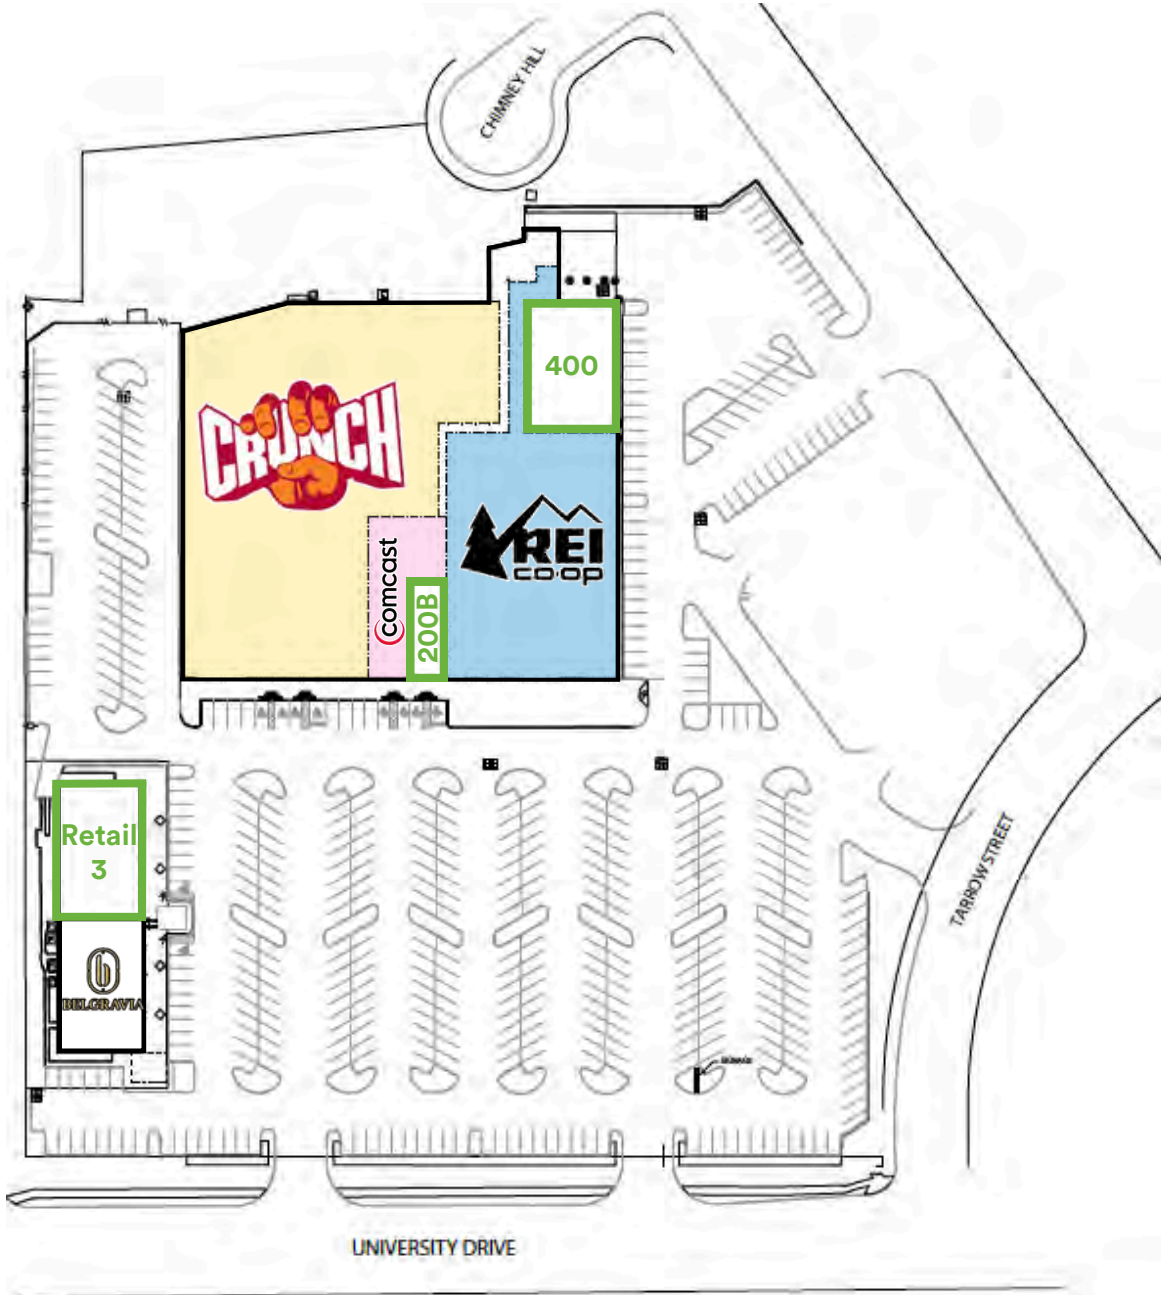 CHIMNEY HILL
400
CRUNCH
REI
co·op
comcast
200B
Retail
3
BELGRAVIA
TARROW STREET
UNIVERSITY DRIVE